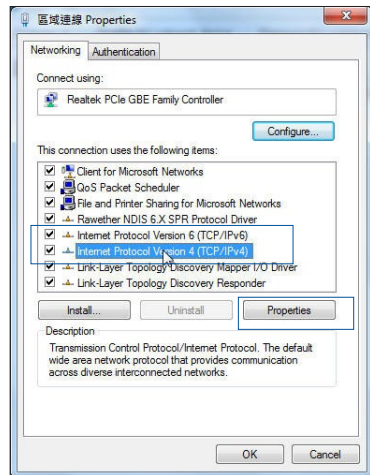 區域連線 Properties
Networking
Authentication
Connect using:
Realtek PCIe GBE Family Controller
Configure...
This connection uses the following items:
Client for Microsoft Networks
QoS Packet Scheduler
File and Printer Sharing for Microsoft Networks
Rawether NDIS 6.X SPR Protocol Driver
Internet Protocol Version 6 (TCP/IPv6)
Internet Protocol Version 4 (TCP/IPv4)
Link-Layer Topology Discovery Mapper I/O Driver
Link-Layer Topology Discovery Responder
Install...
Uninstall
Properties
Description
Transmission Control Protocol/Internet Protocol. The default
wide area network protocol that provides communication
across diverse interconnected networks.
OK
Cancel